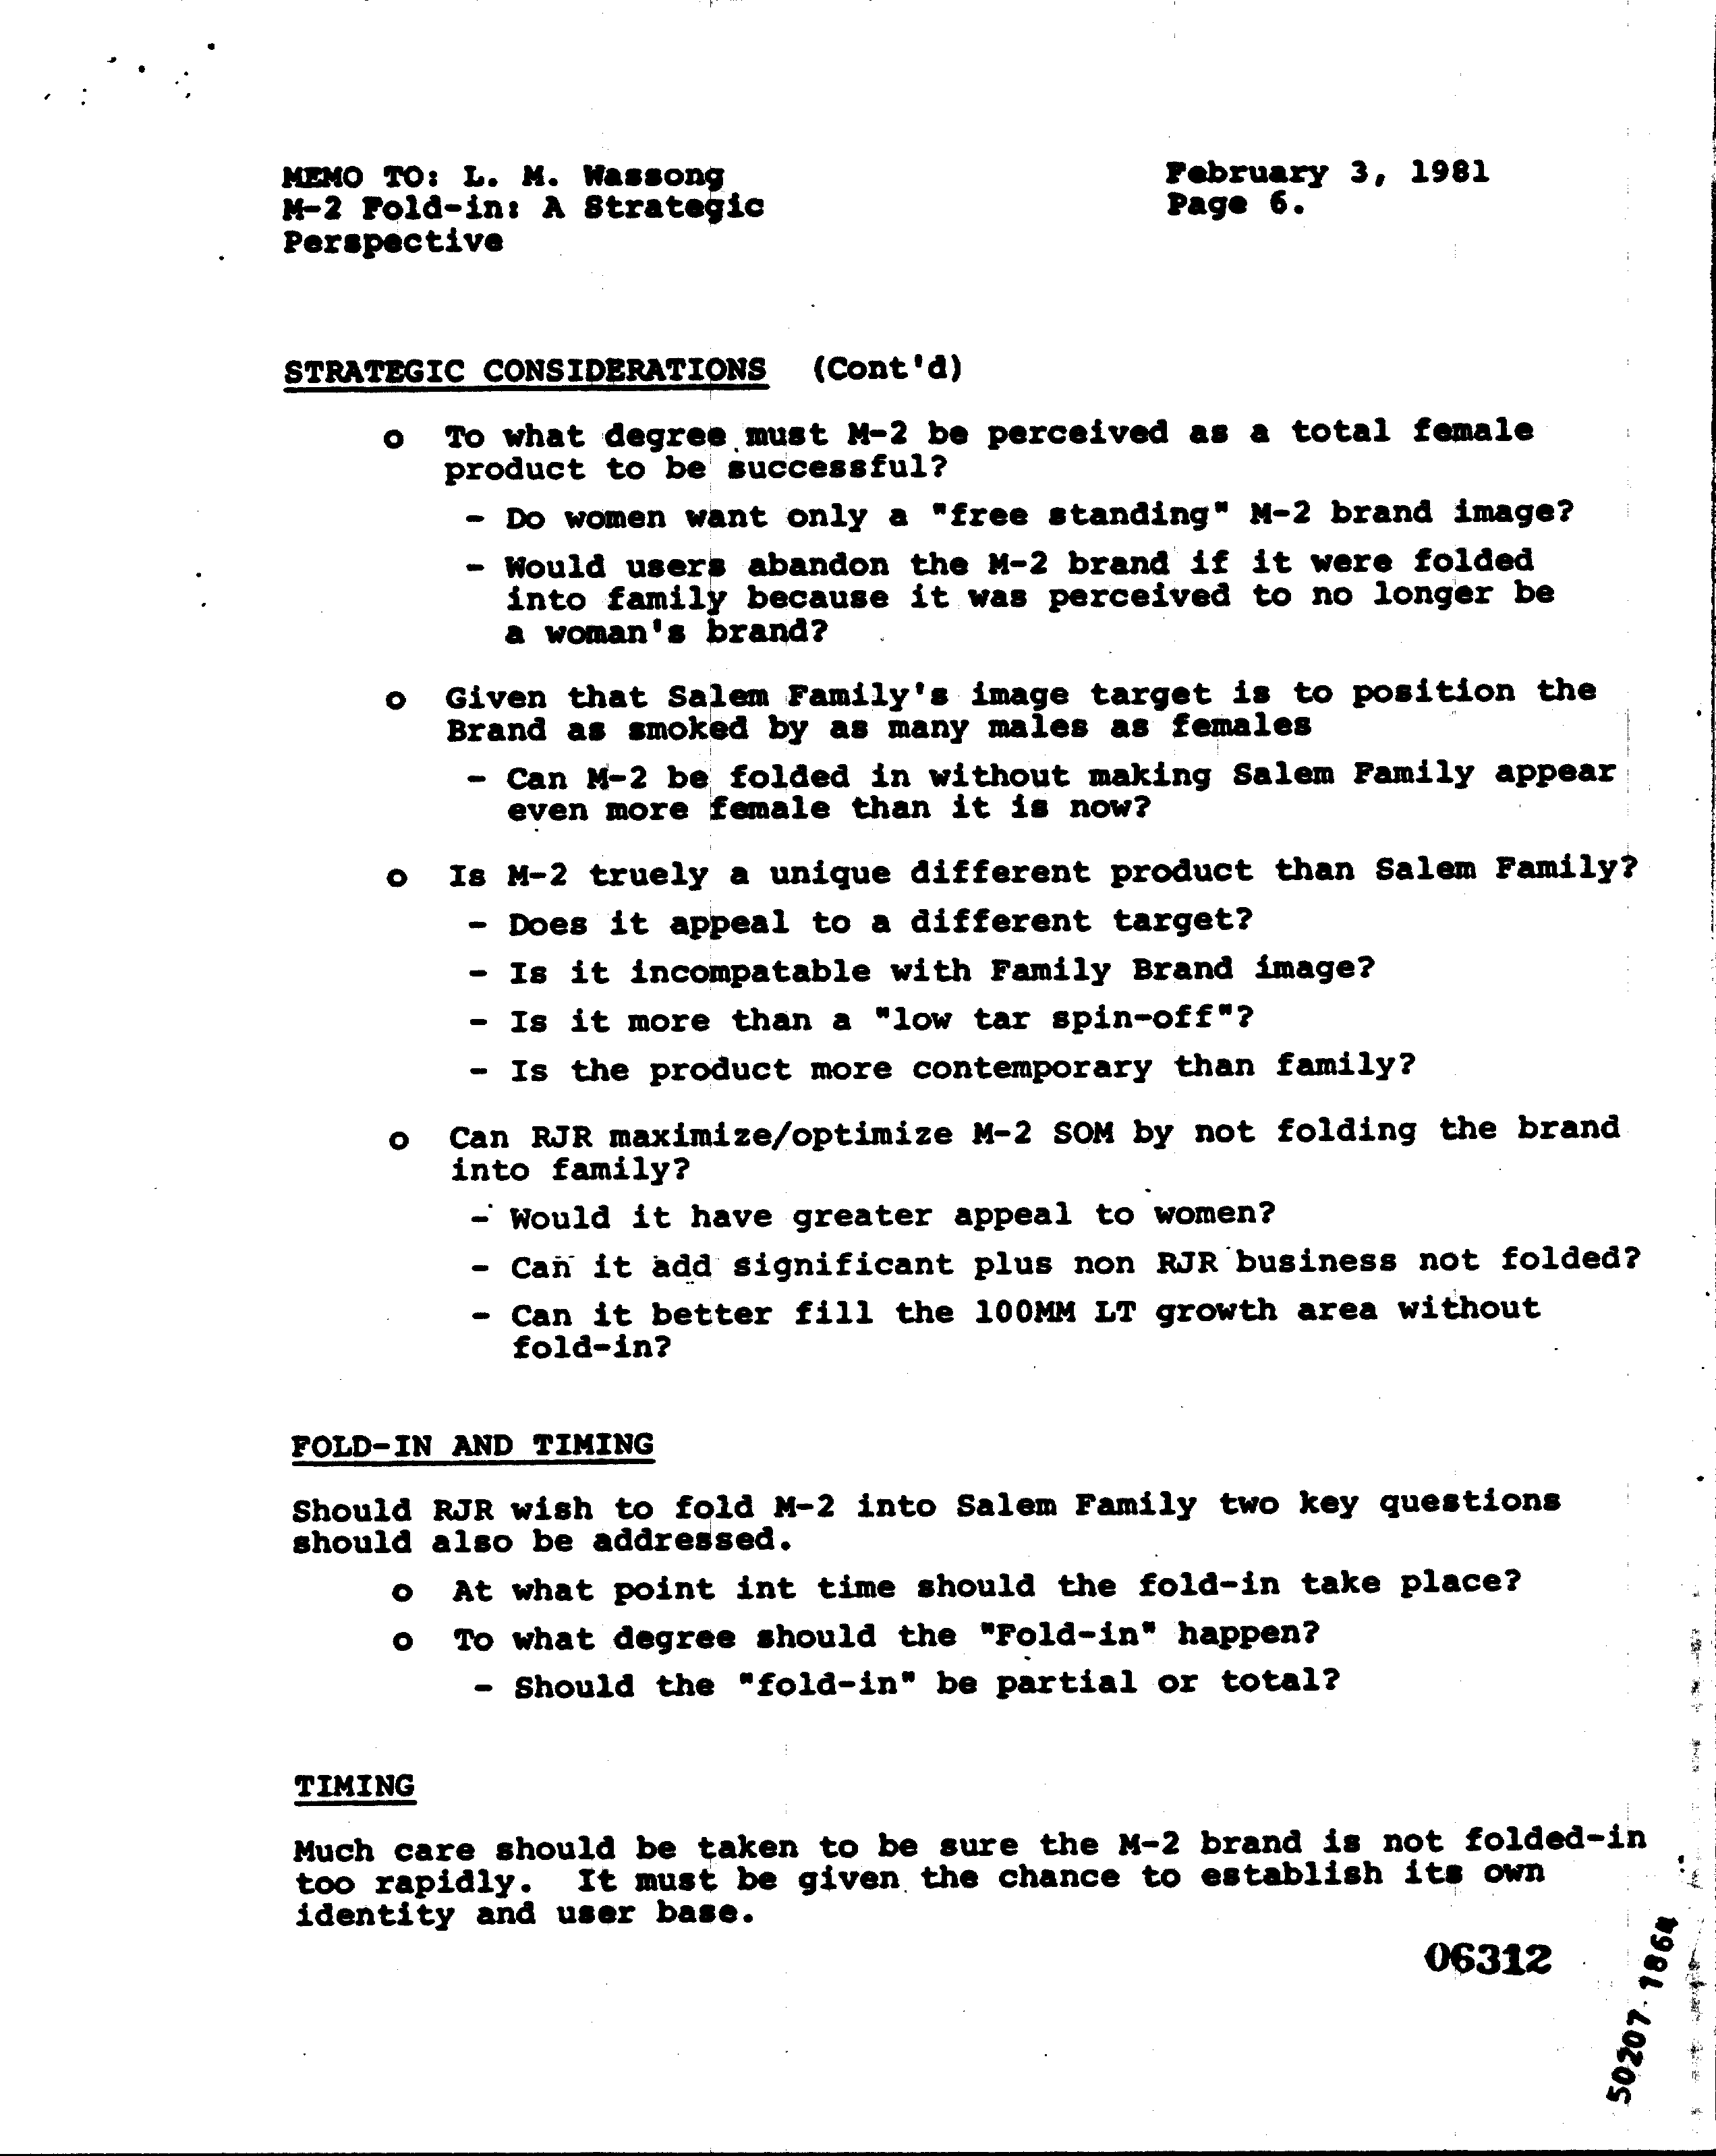 MEMO TO: L. M. Wassong
M-2 Fold-in: A Strategic
Perspective
February 3, 1981
Page 6.
STRATEGIC CONSIDERATIONS (Cont'd)
o To what degree must M-2 be perceived as a total female
product to be successful?
- Do women want only a "free standing" M-2 brand image?
- Would users abandon the M-2 brand if it were folded
into family because it was perceived to no longer be
a woman's brand?
o Given that Salem Family's image target is to position the
Brand as smoked by as many males as females
- Can M-2 be folded in without making Salem Family appear
even more female than it is now?
o Is M-2 truely a unique different product than Salem Family?
- Does it appeal to a different target?
- Is it incompatable with Family Brand image?
- Is it more than a "low tar spin-off"?
- Is the product more contemporary than family?
o Can RJR maximize/optimize M-2 SOM by not folding the brand
into family?
- Would it have greater appeal to women?
- Can it add significant plus non RJR business not folded?
- Can it better fill the 100MM LT growth area without
fold-in?
FOLD-IN AND TIMING
Should RJR wish to fold M-2 into Salem Family two key questions
should also be addressed.
o At what point int time should the fold-in take place?
o To what degree should the "Fold-in" happen?
- Should the "fold-in" be partial or total?
TIMING
Much care should be taken to be sure the M-2 brand is not folded-in
too rapidly. It must be given the chance to establish its own
identity and user base.
06312
50207 1864